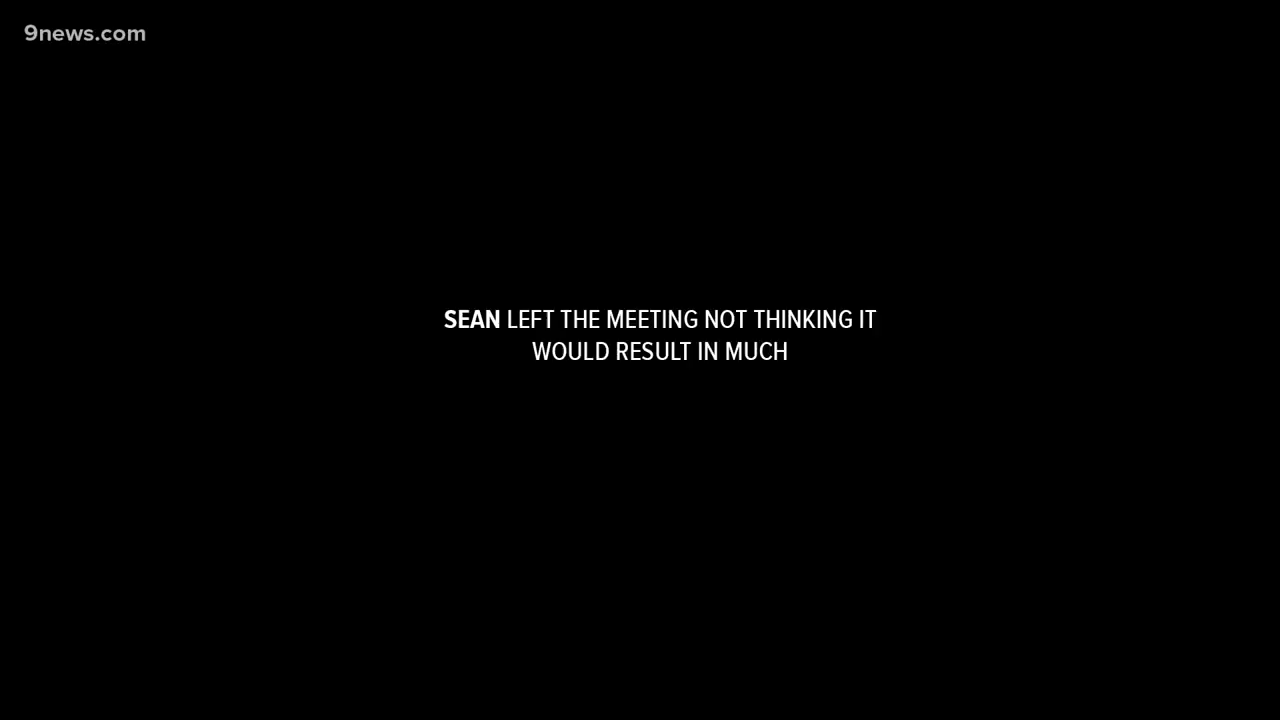 9news.com
SEAN LEFT THE MEETING NOT THINKING IT
WOULD RESULT IN MUCH